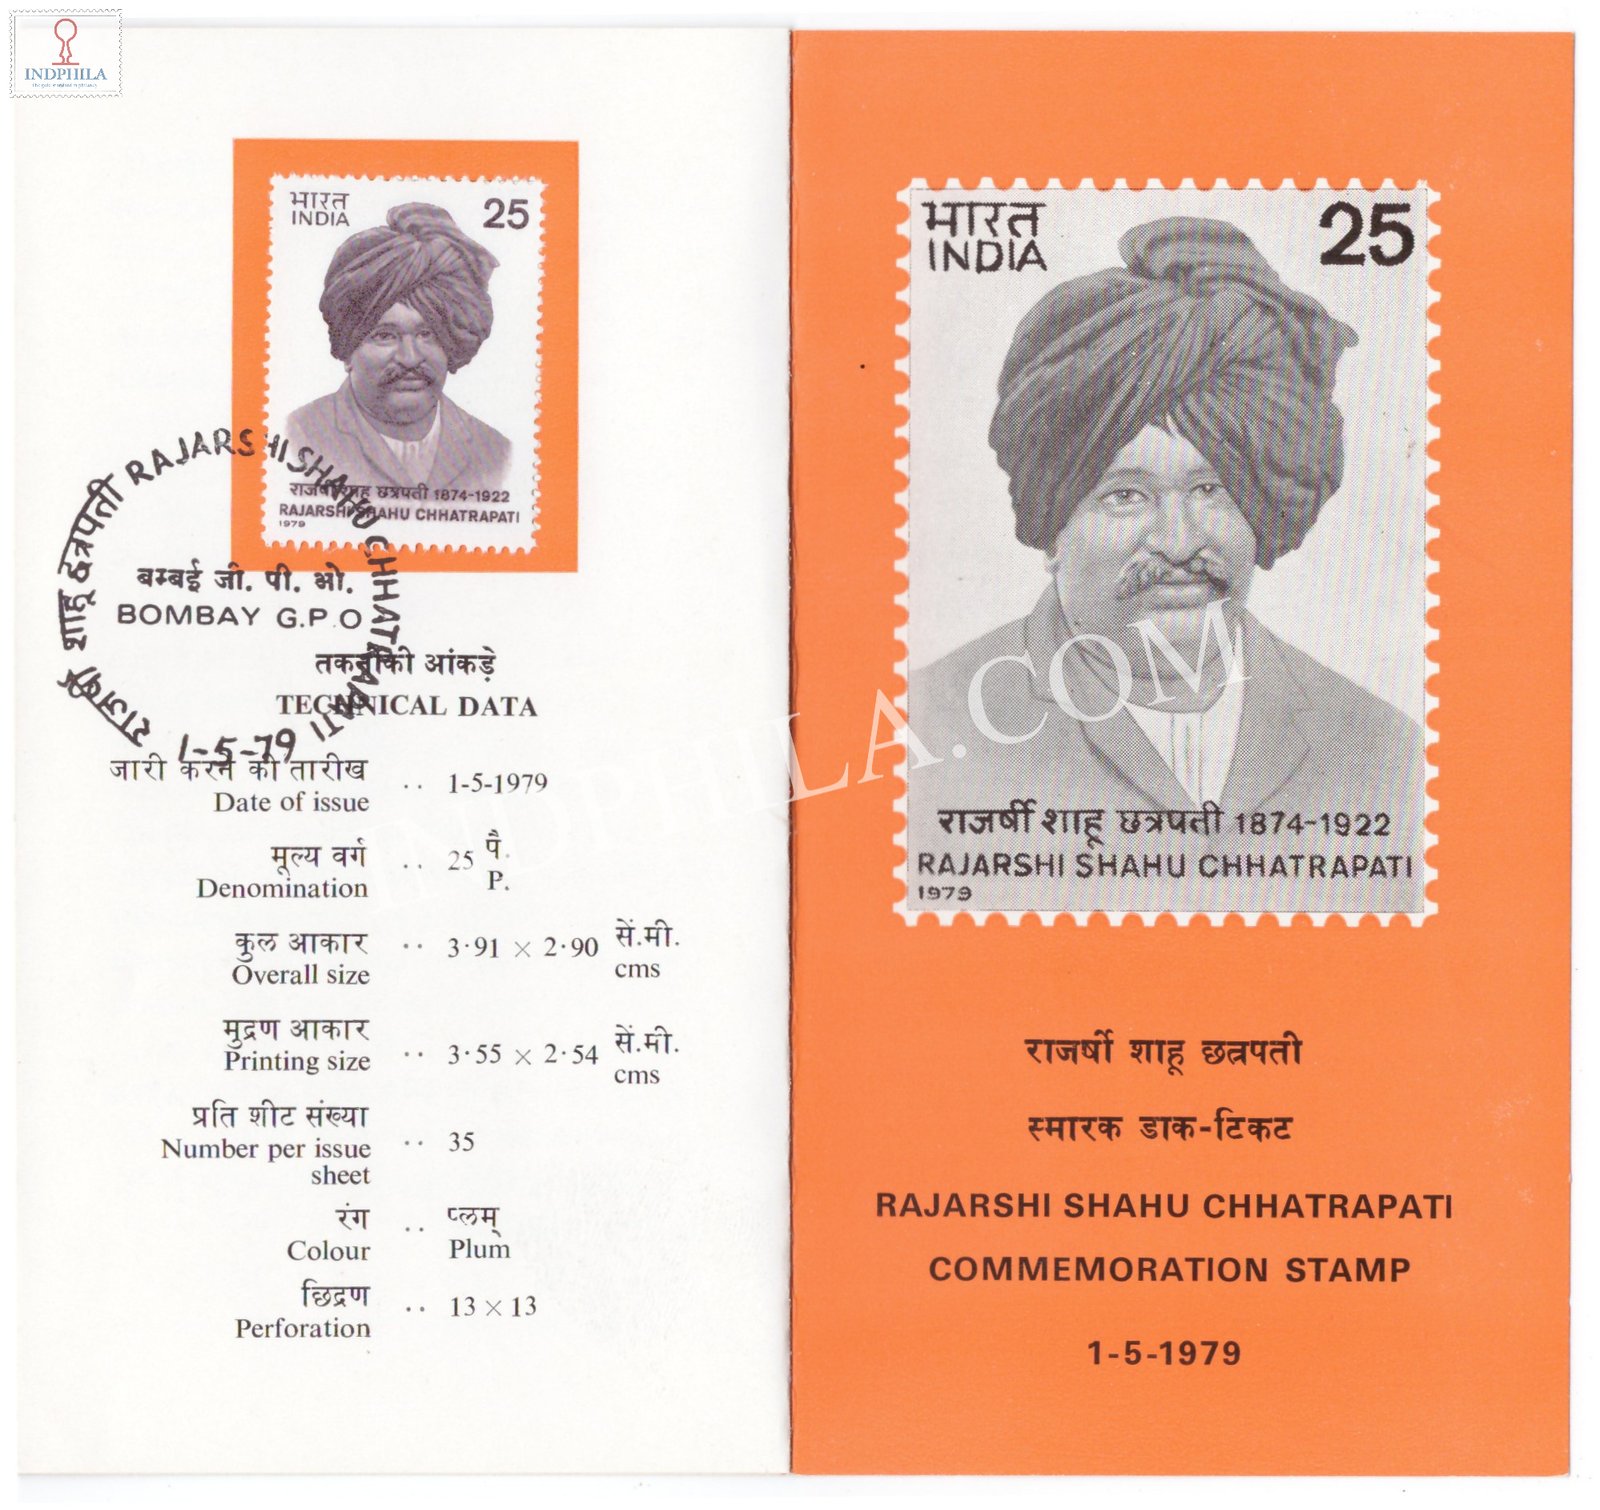 INDPHILA
भारत
INDIA
25
राजर्षी शाहू छत्रपती 1874-1922
RAJARSHI SHAHU CHHATRAPATI
1979
राजर्षी शाहू छत्रपती RAJARSHI SHAHU CHHATRAPATI
बम्बई जी. पी. ओ.
BOMBAY G.P.O
1-5-79
तकनीकी आंकड़े
TECHNICAL DATA
जारी करने की तारीख
Date of issue .. 1-5-1979
मूल्य वर्ग
Denomination .. 25 पै. P.
कुल आकार
Overall size .. 3·91 × 2·90 सें.मी. cms
मुद्रण आकार
Printing size .. 3·55 × 2·54 सें.मी. cms
प्रति शीट संख्या
Number per issue .. 35
sheet
रंग .. प्लम्
Colour Plum
छिद्रण
Perforation .. 13 × 13
भारत
INDIA
25
राजर्षी शाहू छत्रपती 1874-1922
RAJARSHI SHAHU CHHATRAPATI
1979
राजर्षी शाहू छत्रपती
स्मारक डाक-टिकट
RAJARSHI SHAHU CHHATRAPATI
COMMEMORATION STAMP
1-5-1979
INDPHILA.COM